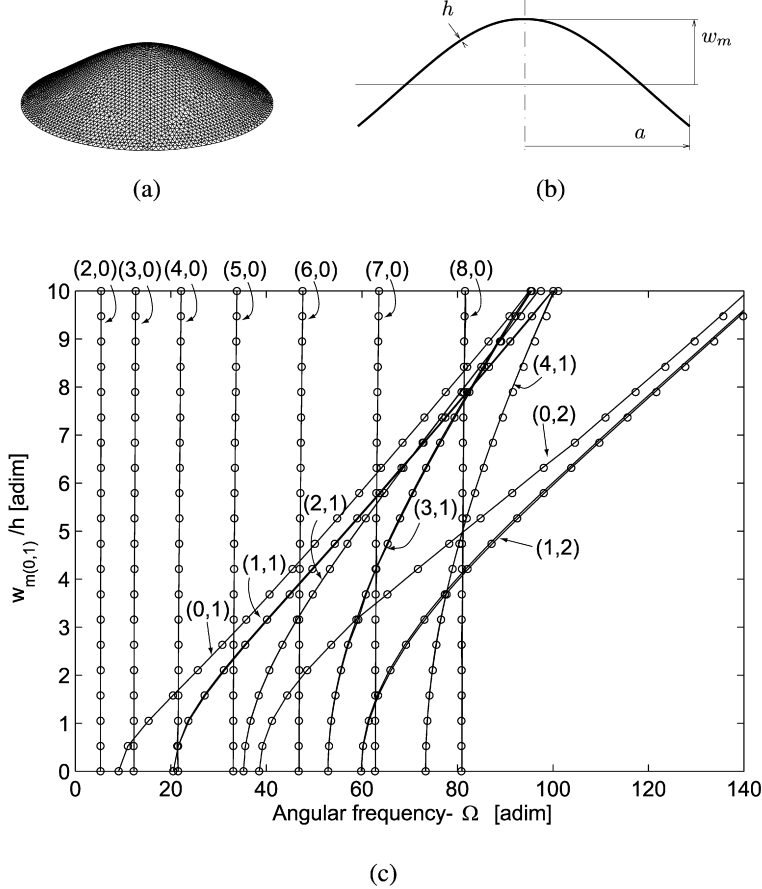 h
w_m
a
(a)
(b)
(2,0) (3,0) (4,0) (5,0) (6,0) (7,0) (8,0)
10
9
8
7
6
5
4
3
2
1
0
w_m(0,1) /h [adim]
(4,1)
(0,2)
(2,1)
(3,1)
(1,2)
(1,1)
(0,1)
0 20 40 60 80 100 120 140
Angular frequency- Ω [adim]
(c)